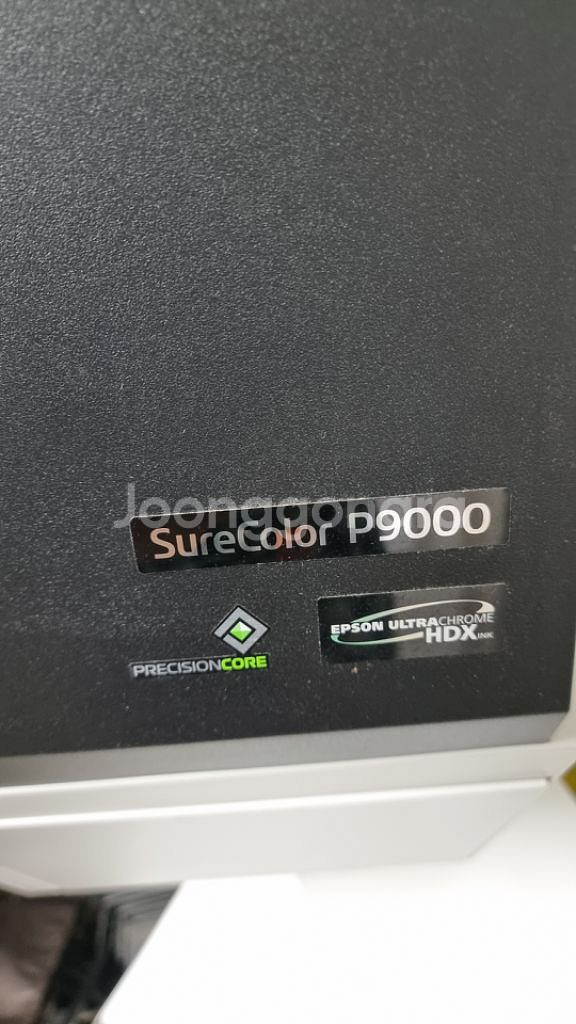 Joonggonara
SureColor P9000
PRECISIONCORE
EPSON ULTRACHROME
HDX INK